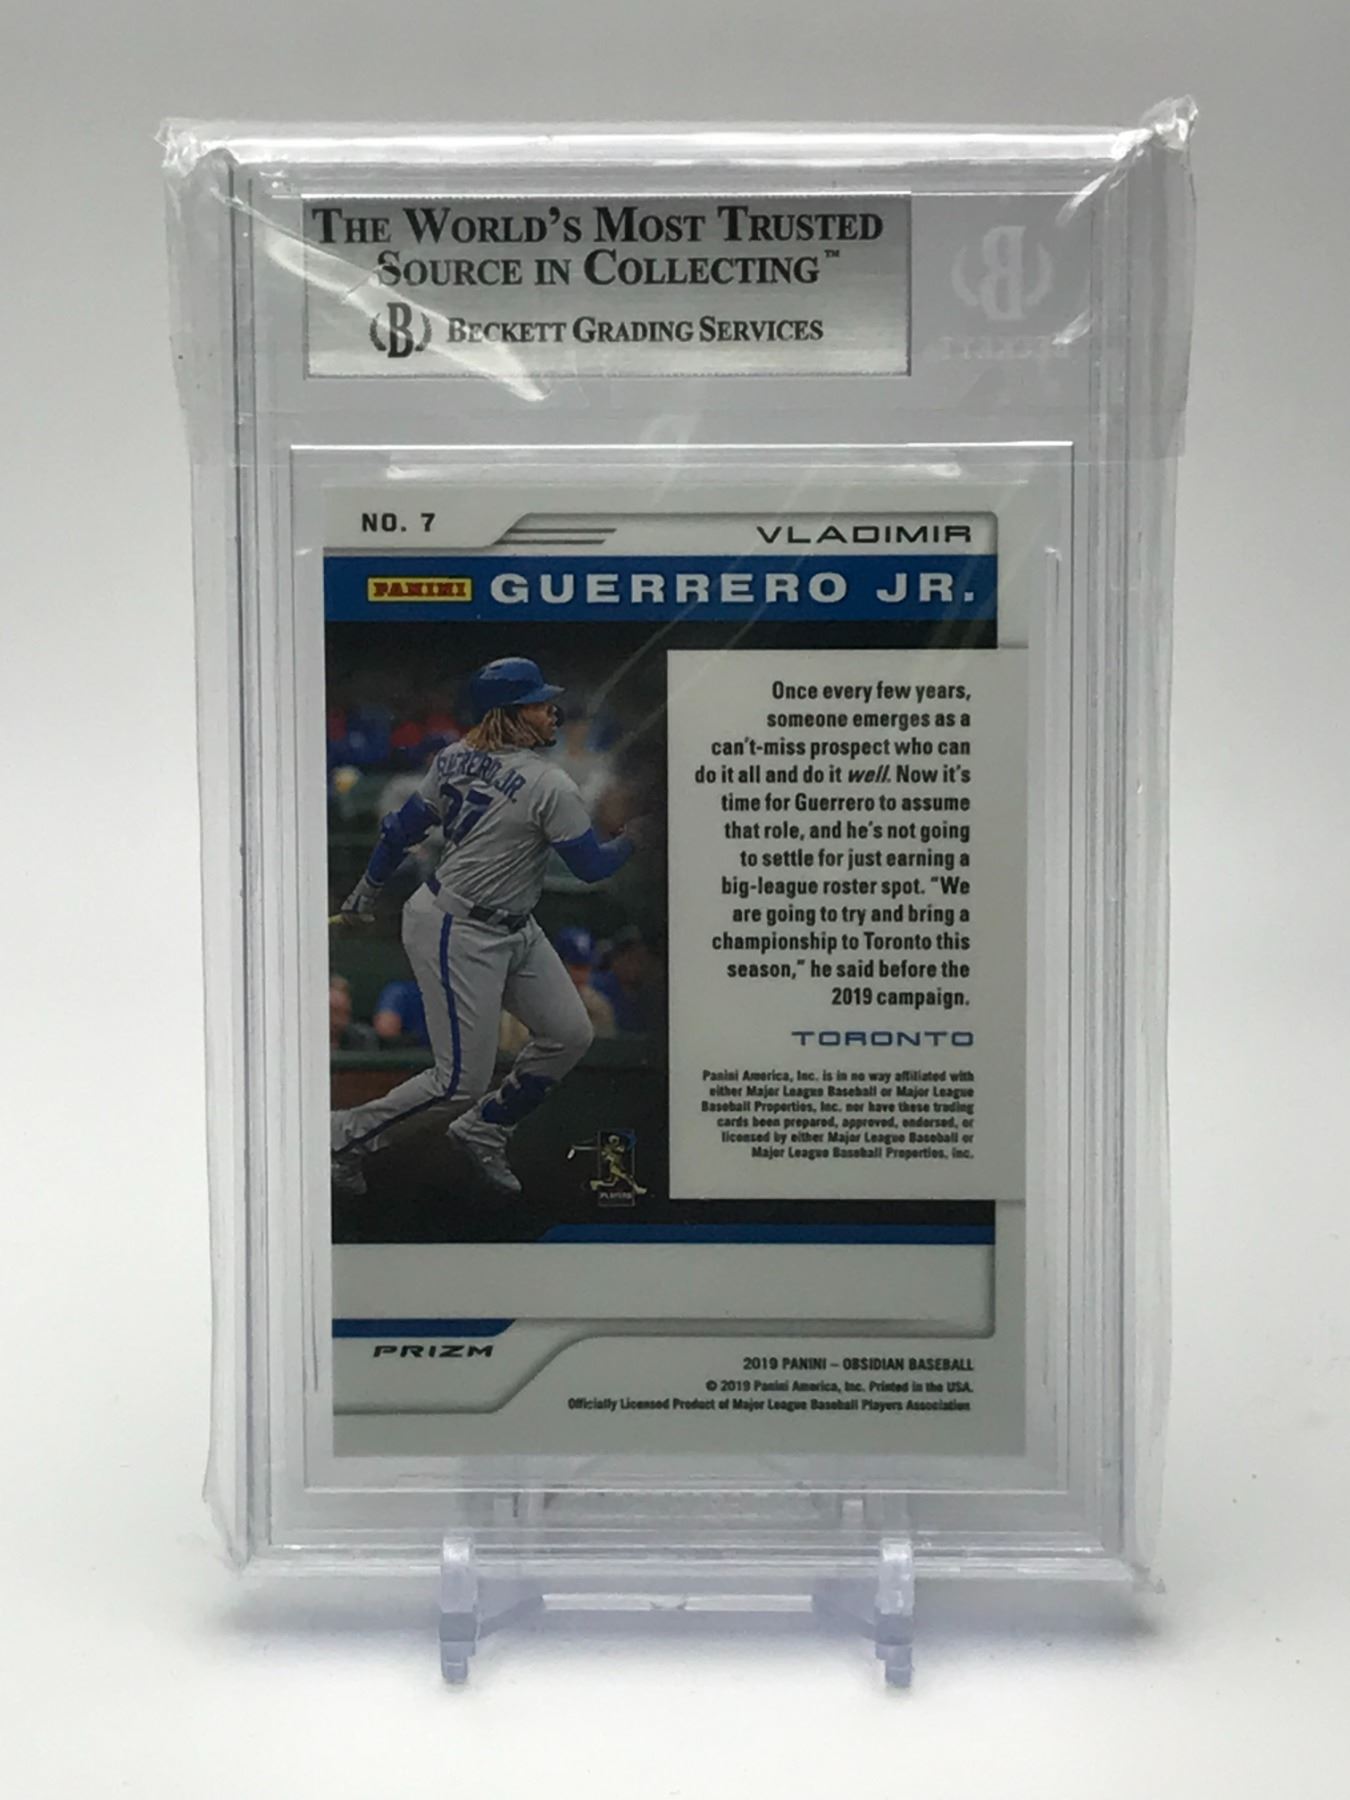 THE WORLD'S MOST TRUSTED
SOURCE IN COLLECTING™
B BECKETT GRADING SERVICES
B
BECKETT
NO. 7
VLADIMIR
PANINI GUERRERO JR.
Once every few years,
someone emerges as a
can't-miss prospect who can
do it all and do it well. Now it's
time for Guerrero to assume
that role, and he's not going
to settle for just earning a
big-league roster spot. "We
are going to try and bring a
championship to Toronto this
season," he said before the
2019 campaign.
TORONTO
Panini America, Inc. is in no way affiliated with
either Major League Baseball or Major League
Baseball Properties, Inc. nor have these trading
cards been prepared, approved, endorsed, or
licensed by either Major League Baseball or
Major League Baseball Properties, Inc.
GUERRERO JR.
27
PLAYERS
PRIZM
2019 PANINI – OBSIDIAN BASEBALL
© 2019 Panini America, Inc. Printed in the USA.
Officially Licensed Product of Major League Baseball Players Association